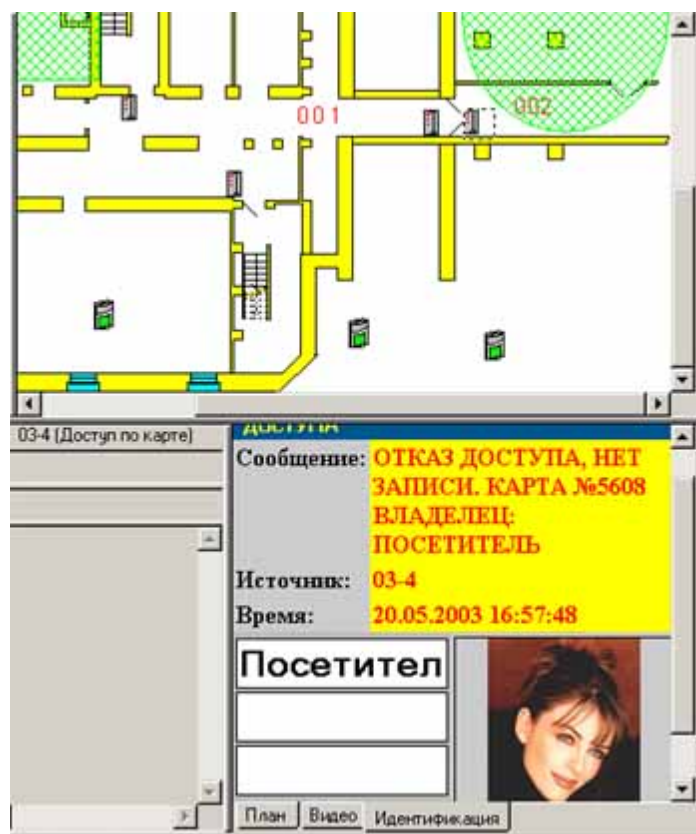 001
002
03-4 (Доступ по карте)
ДОСТУПА
Сообщение: ОТКАЗ ДОСТУПА, НЕТ
ЗАПИСИ. КАРТА №5608
ВЛАДЕЛЕЦ:
ПОСЕТИТЕЛЬ
Источник: 03-4
Время: 20.05.2003 16:57:48
Посетител
План Видео Идентификация